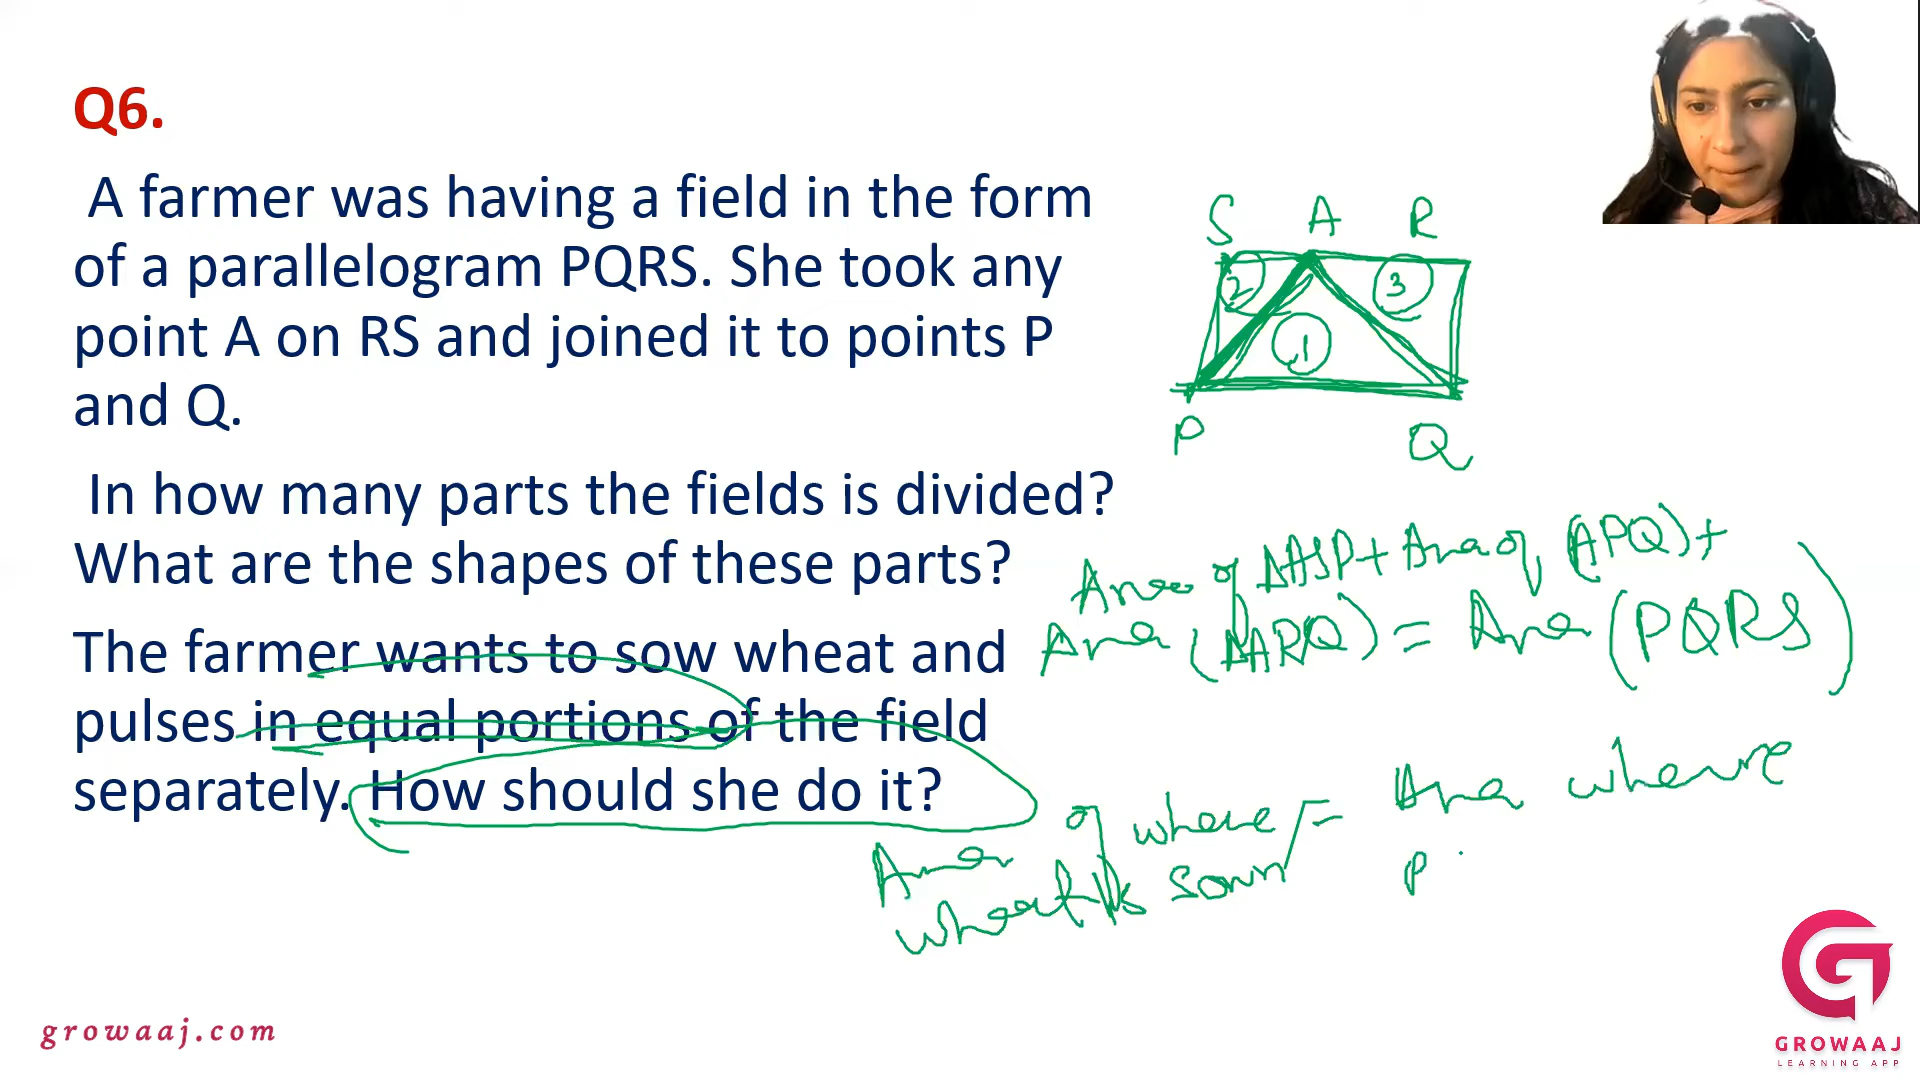 Q6.
A farmer was having a field in the form
of a parallelogram PQRS. She took any
point A on RS and joined it to points P
and Q.
In how many parts the fields is divided?
What are the shapes of these parts?
The farmer wants to sow wheat and
pulses in equal portions of the field
separately. How should she do it?
S A R
2 3
1
P Q
Area of ΔASP + Area of (APQ) +
Area (ΔARQ) = Area (PQRS)
Area of where = Area where
wheat is sown P
growaaj.com
GROWAAJ
LEARNING APP